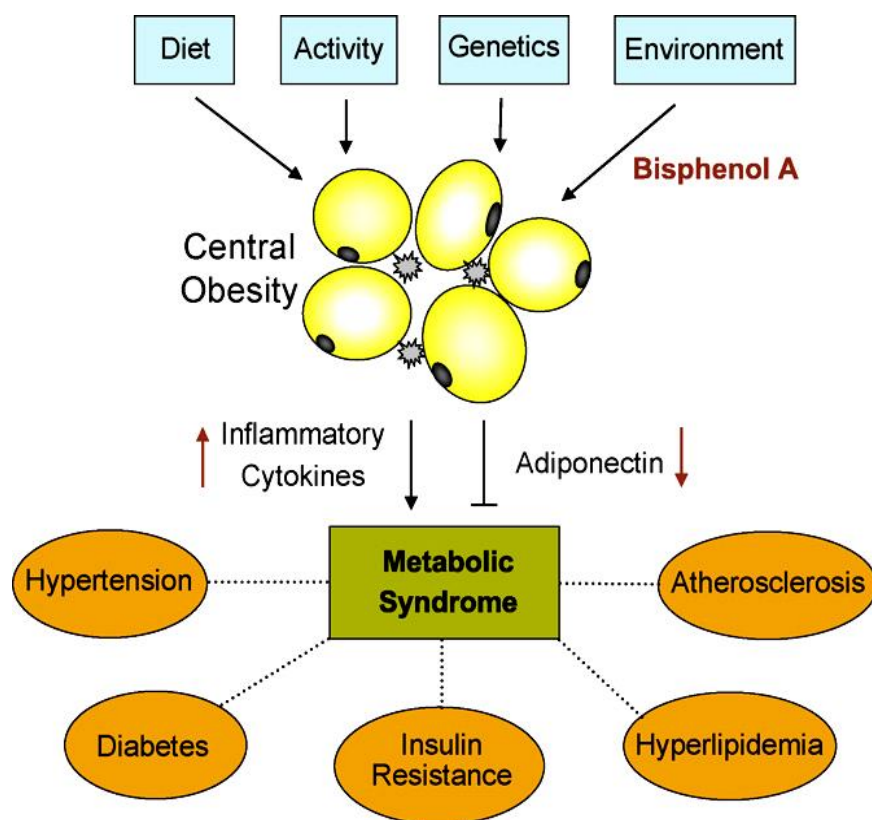 Diet
Activity
Genetics
Environment
Bisphenol A
Central
Obesity
Inflammatory
Cytokines
Adiponectin
Metabolic
Syndrome
Hypertension
Atherosclerosis
Diabetes
Insulin
Resistance
Hyperlipidemia